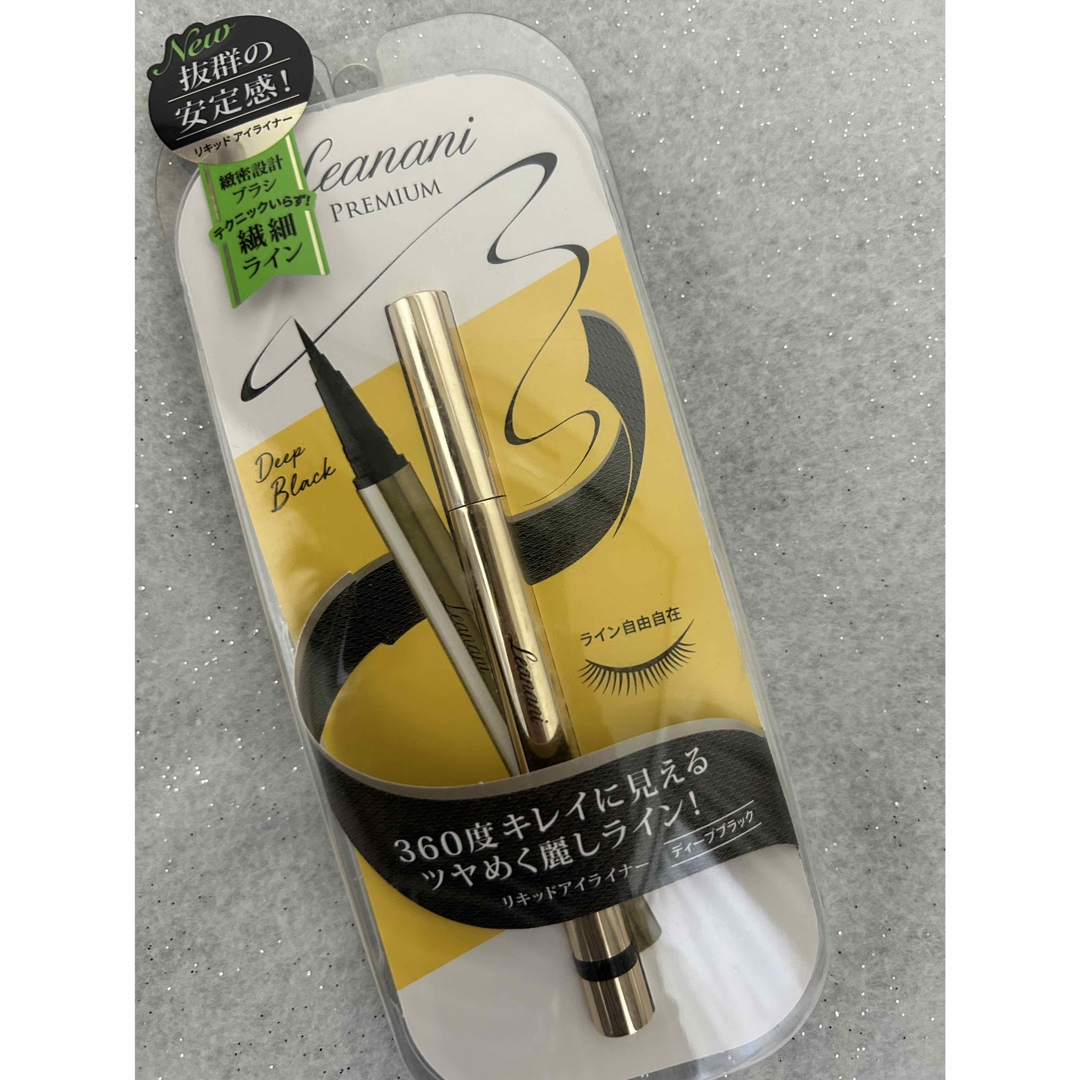 New
抜群の
安定感!
リキッド アイライナー
緻密設計
ブラシ
テクニックいらず!
繊細
ライン
Leanani
PREMIUM
Deep
Black
Leanani
Leanani
ライン自由自在
360度キレイに見える
ツヤめく麗しライン!
リキッドアイライナー
ディープブラック